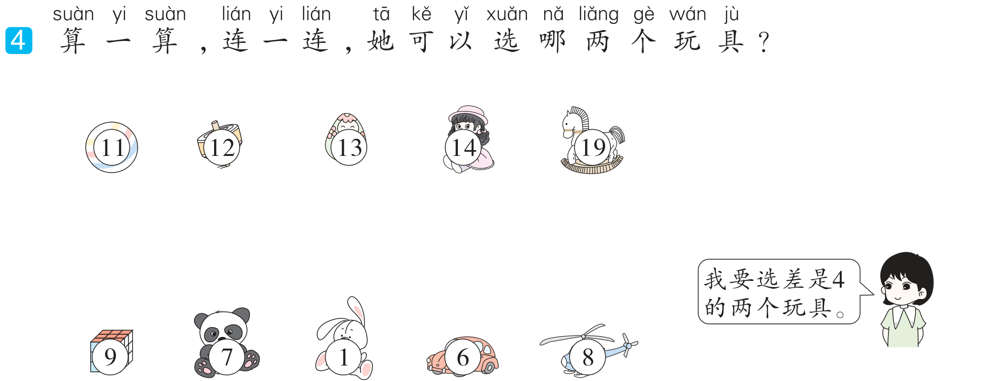 suàn yi suàn lián yi lián tā kě yǐ xuǎn nǎ liǎng gè wán jù
4 算一算，连一连，她可以选哪两个玩具？
11 12 13 14 19
我要选差是4
的两个玩具。
9 7 1 6 8